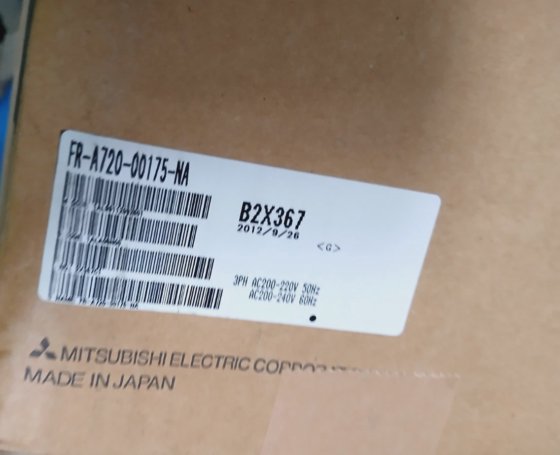 FR-A720-00175-NA
B2X367
2012/9/26
<G>
3PH AC200-220V 50Hz
AC200-240V 60Hz
MITSUBISHI ELECTRIC
MADE IN JAPAN